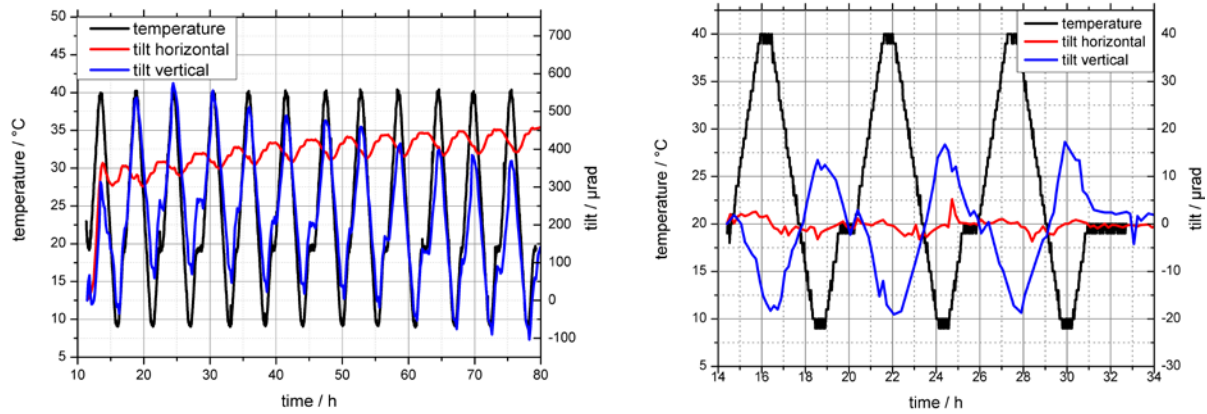 temperature
tilt horizontal
tilt vertical
50
45
40
35
30
25
20
15
10
5
700
600
500
400
300
200
100
0
-100
10 20 30 40 50 60 70 80
temperature / °C
tilt / µrad
time / h
temperature
tilt horizontal
tilt vertical
40
35
30
25
20
15
10
5
40
30
20
10
0
-10
-20
-30
14 16 18 20 22 24 26 28 30 32 34
temperature / °C
tilt / µrad
time / h